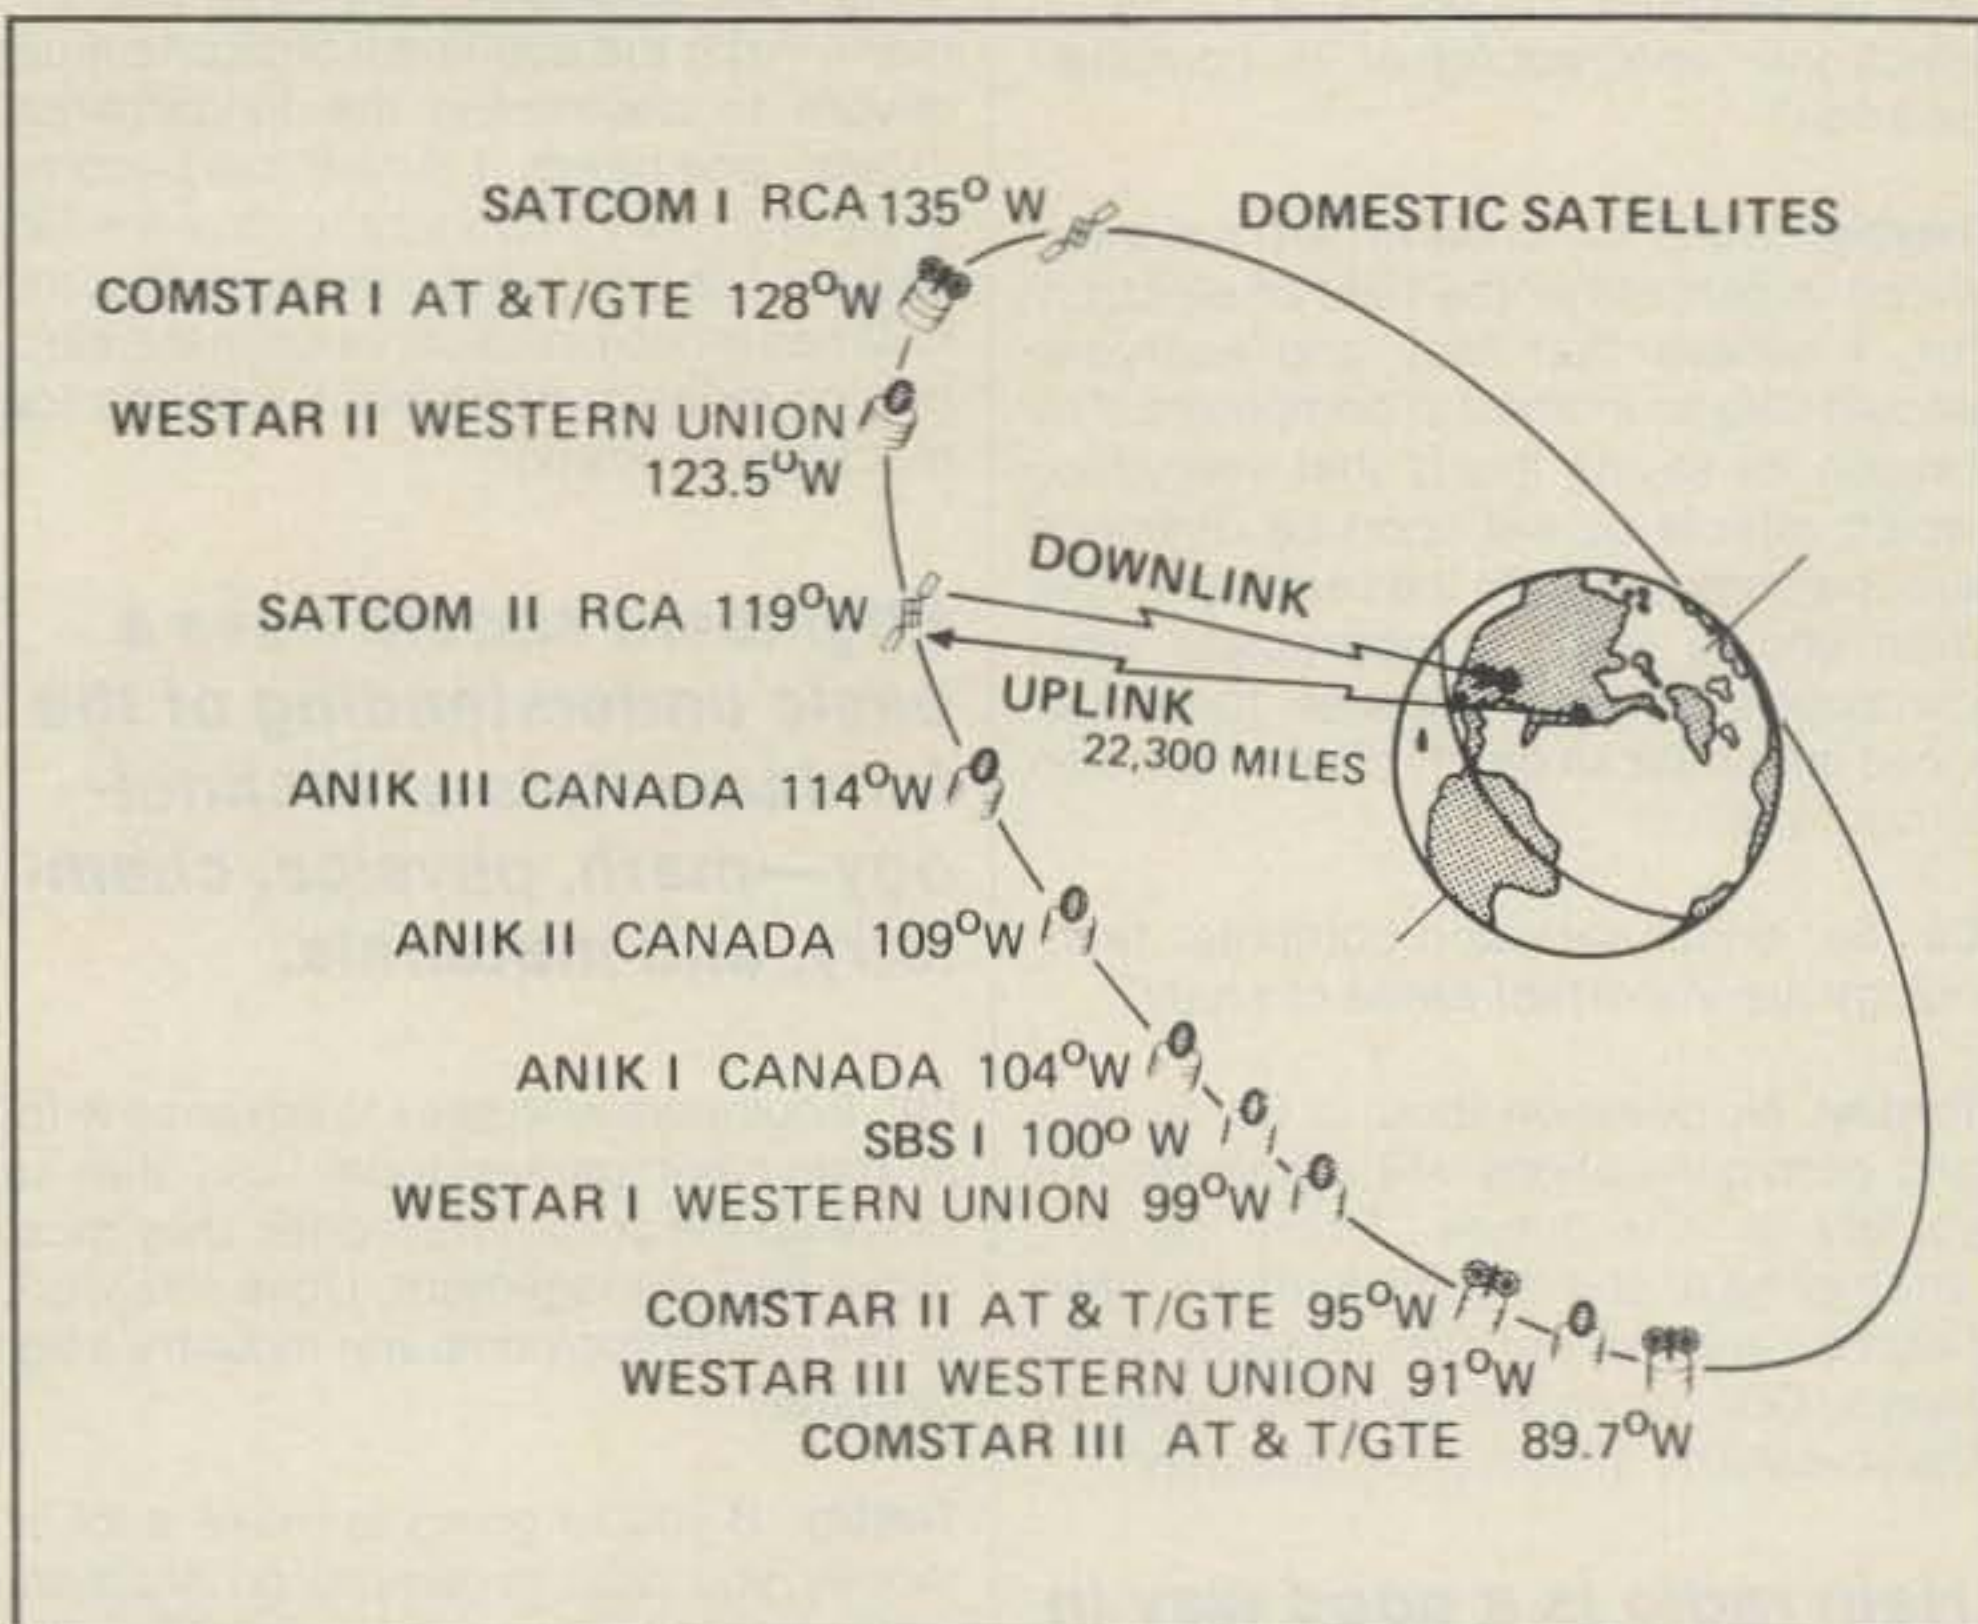 SATCOM I RCA 135° W
DOMESTIC SATELLITES
COMSTAR I AT &T/GTE 128°W
WESTAR II WESTERN UNION
123.5°W
DOWNLINK
SATCOM II RCA 119°W
UPLINK
22,300 MILES
ANIK III CANADA 114°W
ANIK II CANADA 109°W
ANIK I CANADA 104°W
SBS I 100° W
WESTAR I WESTERN UNION 99°W
COMSTAR II AT & T/GTE 95°W
WESTAR III WESTERN UNION 91°W
COMSTAR III AT & T/GTE 89.7°W